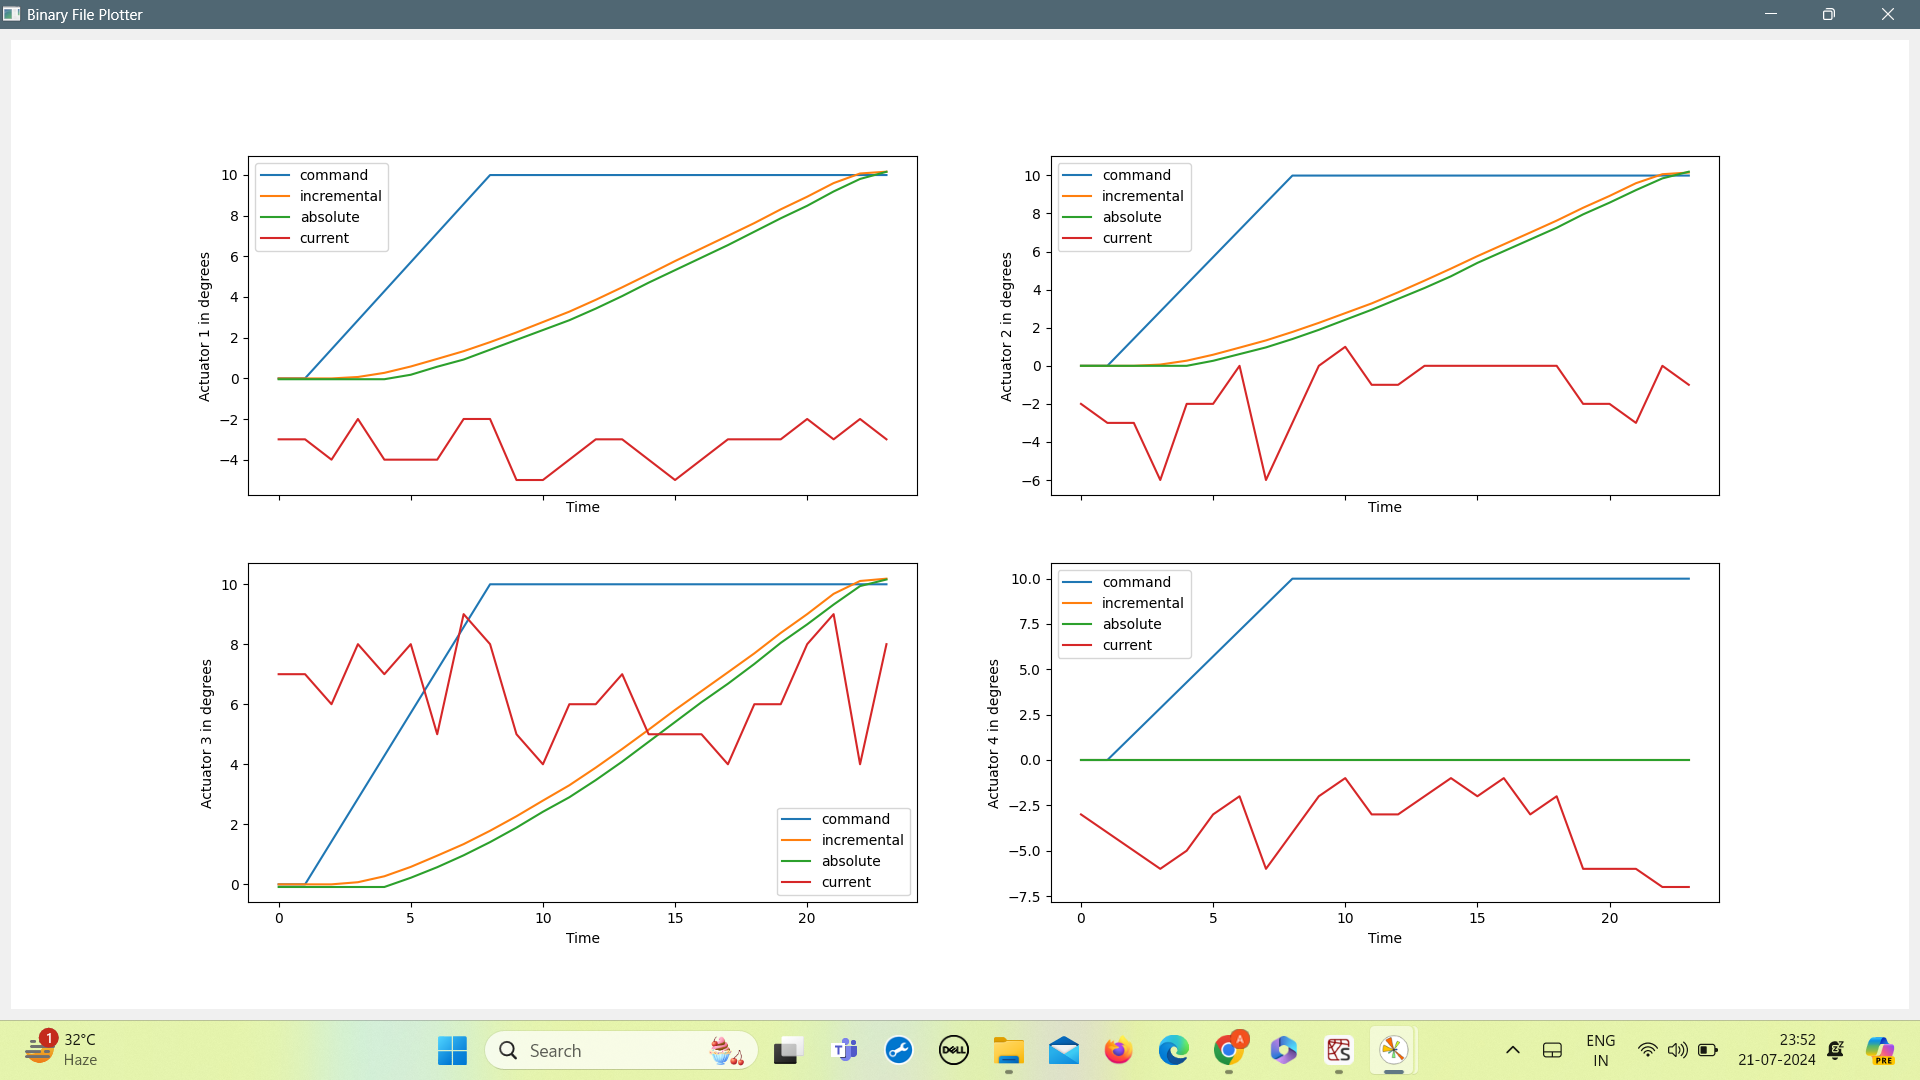 Binary File Plotter
command
incremental
absolute
current
10
8
6
4
2
0
−2
−4
Actuator 1 in degrees
Time
command
incremental
absolute
current
10
8
6
4
2
0
−2
−4
−6
Actuator 2 in degrees
Time
10
8
6
4
2
0
Actuator 3 in degrees
command
incremental
absolute
current
0 5 10 15 20
Time
command
incremental
absolute
current
10.0
7.5
5.0
2.5
0.0
−2.5
−5.0
−7.5
Actuator 4 in degrees
0 5 10 15 20
Time
1
32°C
Haze
Search
T
DELL
A
S
ENG
IN
23:52
21-07-2024
PRE